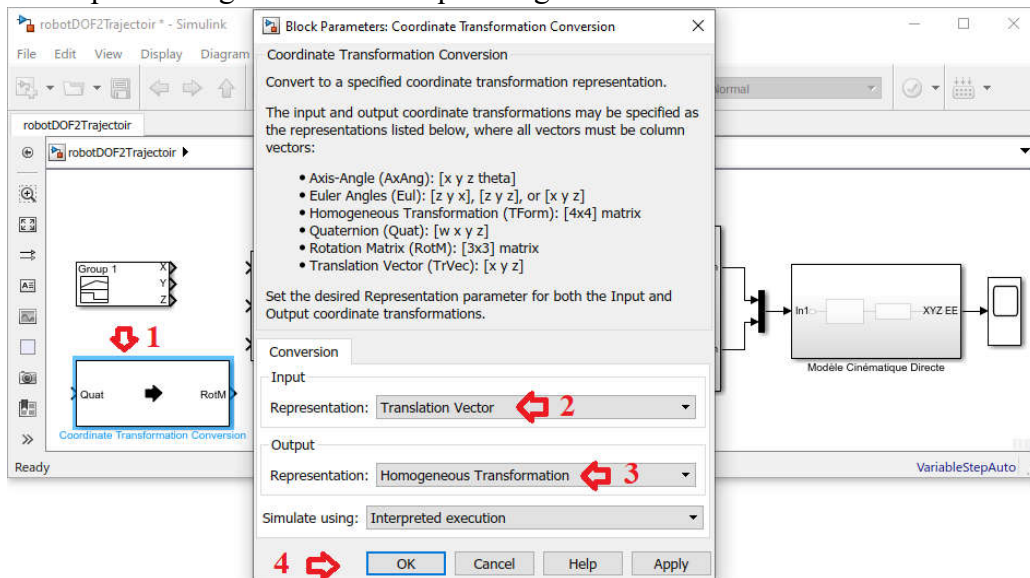 robotDOF2Trajectoir * - Simulink
File Edit View Display Diagram
Normal
robotDOF2Trajectoir
robotDOF2Trajectoir
Group 1
X
Y
Z
1
Quat
RotM
Coordinate Transformation Conversion
Ready
Block Parameters: Coordinate Transformation Conversion
Coordinate Transformation Conversion
Convert to a specified coordinate transformation representation.
The input and output coordinate transformations may be specified as
the representations listed below, where all vectors must be column
vectors:
• Axis-Angle (AxAng): [x y z theta]
• Euler Angles (Eul): [z y x], [z y z], or [x y z]
• Homogeneous Transformation (TForm): [4x4] matrix
• Quaternion (Quat): [w x y z]
• Rotation Matrix (RotM): [3x3] matrix
• Translation Vector (TrVec): [x y z]
Set the desired Representation parameter for both the Input and
Output coordinate transformations.
Conversion
Input
Representation: Translation Vector
2
Output
Representation: Homogeneous Transformation
3
Simulate using: Interpreted execution
4
OK Cancel Help Apply
In1
XYZ EE
Modèle Cinématique Directe
VariableStepAuto